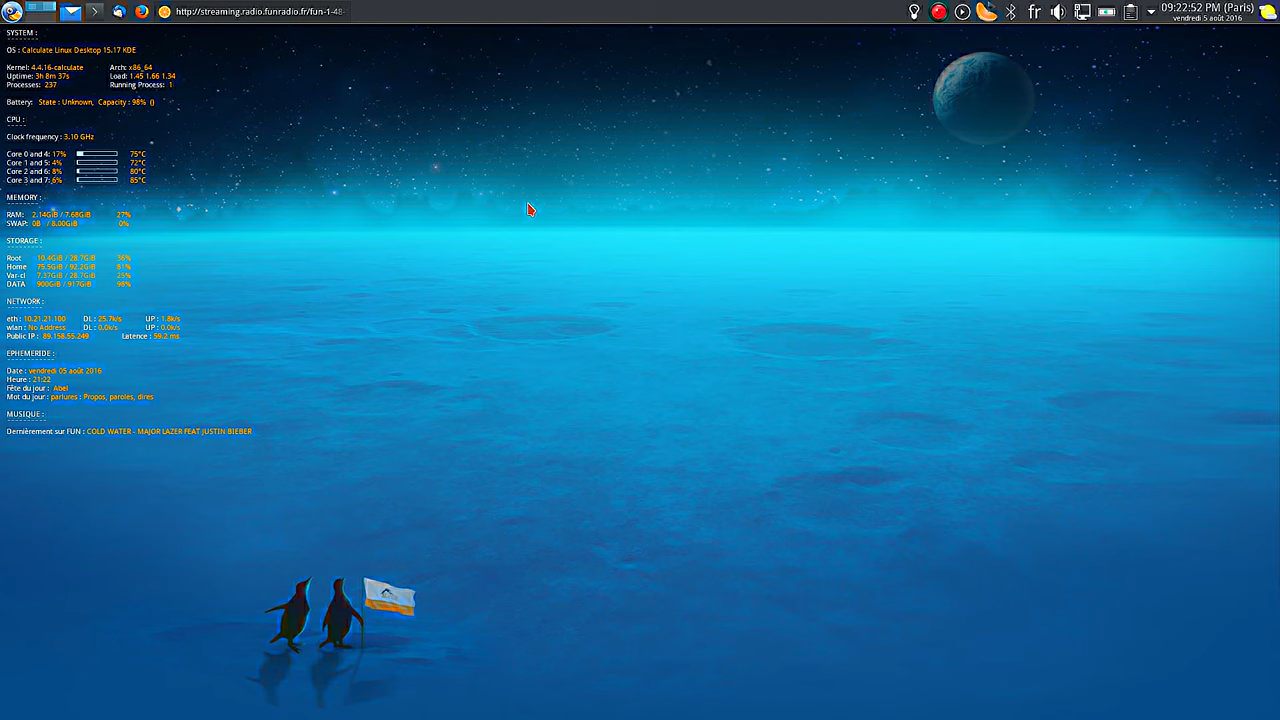 http://streaming.radio.funradio.fr/fun-1-48-
fr
09:22:52 PM (Paris)
vendredi 5 août 2016
SYSTEM :
OS : Calculate Linux Desktop 15.17 KDE
Kernel: 4.4.16-calculate Arch: x86_64
Uptime: 3h 8m 37s Load: 1.45 1.66 1.34
Processes: 237 Running Process: 1
Battery: State : Unknown, Capacity : 98% ()
CPU :
Clock frequency : 3.10 GHz
Core 0 and 4: 17% 75°C
Core 1 and 5: 4% 72°C
Core 2 and 6: 8% 80°C
Core 3 and 7: 6% 85°C
MEMORY :
RAM: 2.14GiB / 7.68GiB 27%
SWAP: 0B / 8.00GiB 0%
STORAGE :
Root 10.4GiB / 28.7GiB 36%
Home 75.5GiB / 92.2GiB 81%
Var-cl 7.37GiB / 28.7GiB 25%
DATA 900GiB / 917GiB 98%
NETWORK :
eth : 10.21.21.100 DL : 25.7k/s UP : 1.8k/s
wlan : No Address DL : 0.0k/s UP : 0.0k/s
Public IP : 89.158.55.249 Latence : 59.2 ms
EPHEMERIDE :
Date : vendredi 05 août 2016
Heure : 21:22
Fête du jour : Abel
Mot du jour : parlures : Propos, paroles, dires
MUSIQUE :
Dernièrement sur FUN : COLD WATER - MAJOR LAZER FEAT JUSTIN BIEBER